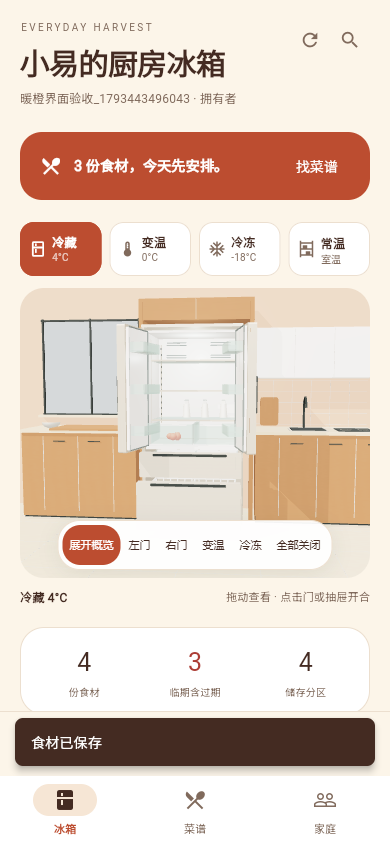 EVERYDAY HARVEST
小易的厨房冰箱
暖橙界面验收_1793443496043 · 拥有者
3 份食材，今天先安排。
找菜谱
冷藏
4°C
变温
0°C
冷冻
-18°C
常温
室温
展开概览 左门 右门 变温 冷冻 全部关闭
冷藏 4°C
拖动查看 · 点击门或抽屉开合
4 3 4
份食材 临期含过期 储存分区
食材已保存
冰箱 菜谱 家庭